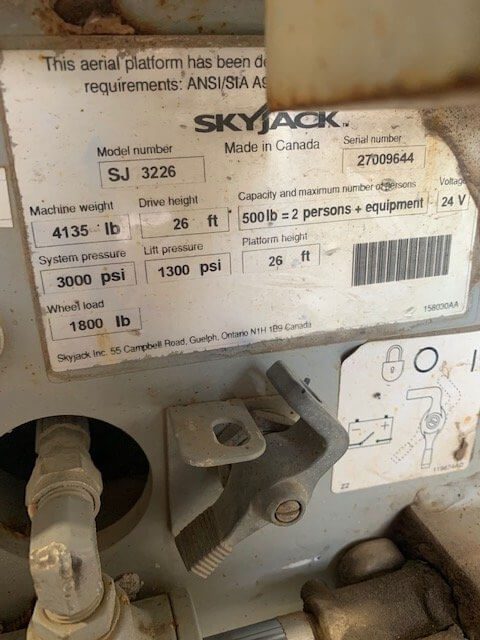 This aerial platform has been
requirements: ANSI/SIA
SKYJACK™
Model number Made in Canada Serial number
SJ 3226 27009644
Machine weight Drive height Capacity and maximum number of persons Voltage
4135 lb 26 ft 500 lb = 2 persons + equipment 24 V
System pressure Lift pressure Platform height
3000 psi 1300 psi 26 ft
Wheel load
1800 lb
158030AA
Skyjack Inc. 55 Campbell Road, Guelph, Ontario N1H 1B9 Canada
22